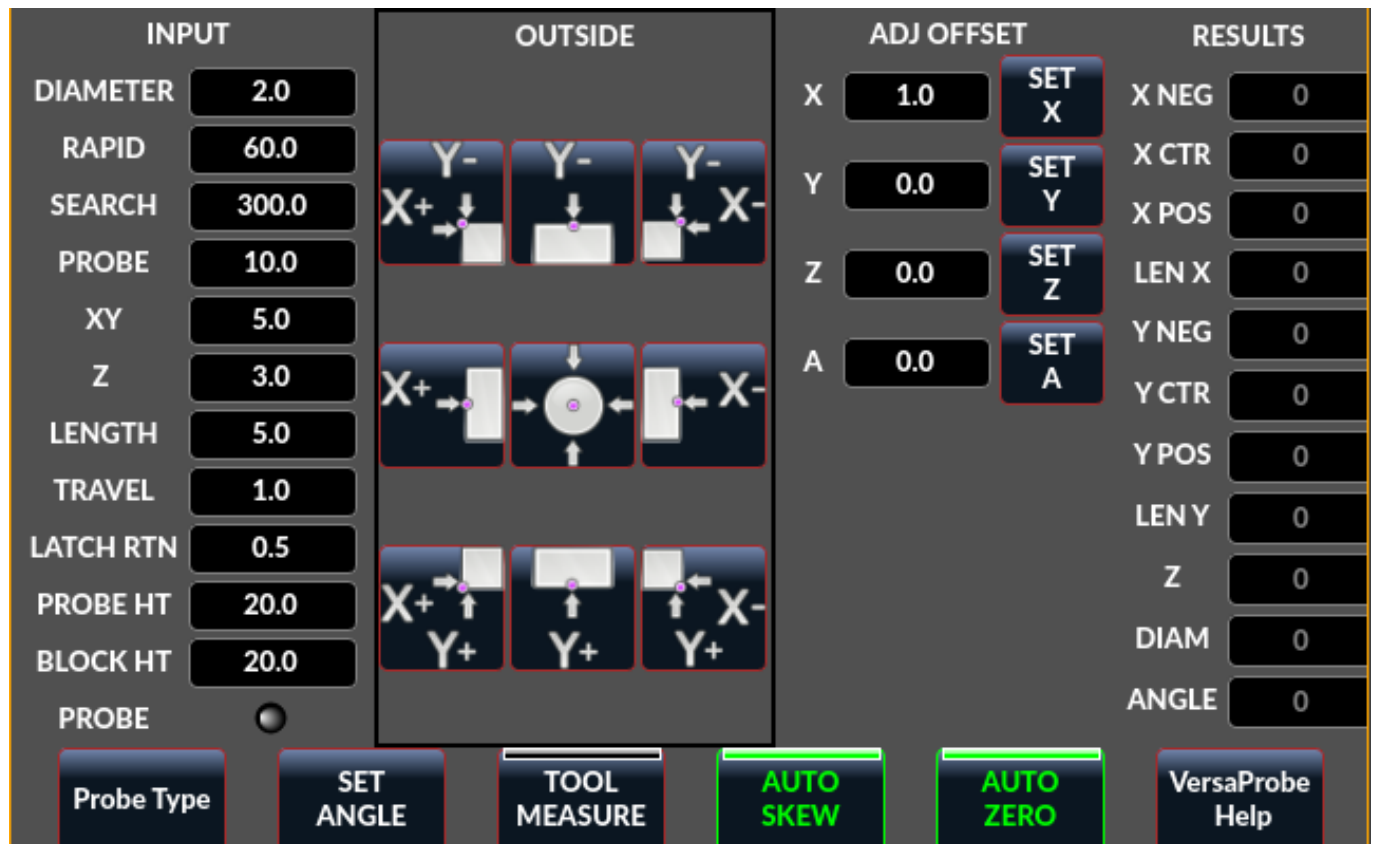 INPUT
DIAMETER 2.0
RAPID 60.0
SEARCH 300.0
PROBE 10.0
XY 5.0
Z 3.0
LENGTH 5.0
TRAVEL 1.0
LATCH RTN 0.5
PROBE HT 20.0
BLOCK HT 20.0
PROBE
OUTSIDE
Y- Y- Y-
X+ X-
X+ X-
X+ X-
Y+ Y+ Y+
ADJ OFFSET
X 1.0 SET
X
Y 0.0 SET
Y
Z 0.0 SET
Z
A 0.0 SET
A
RESULTS
X NEG 0
X CTR 0
X POS 0
LEN X 0
Y NEG 0
Y CTR 0
Y POS 0
LEN Y 0
Z 0
DIAM 0
ANGLE 0
Probe Type
SET
ANGLE
TOOL
MEASURE
AUTO
SKEW
AUTO
ZERO
VersaProbe
Help